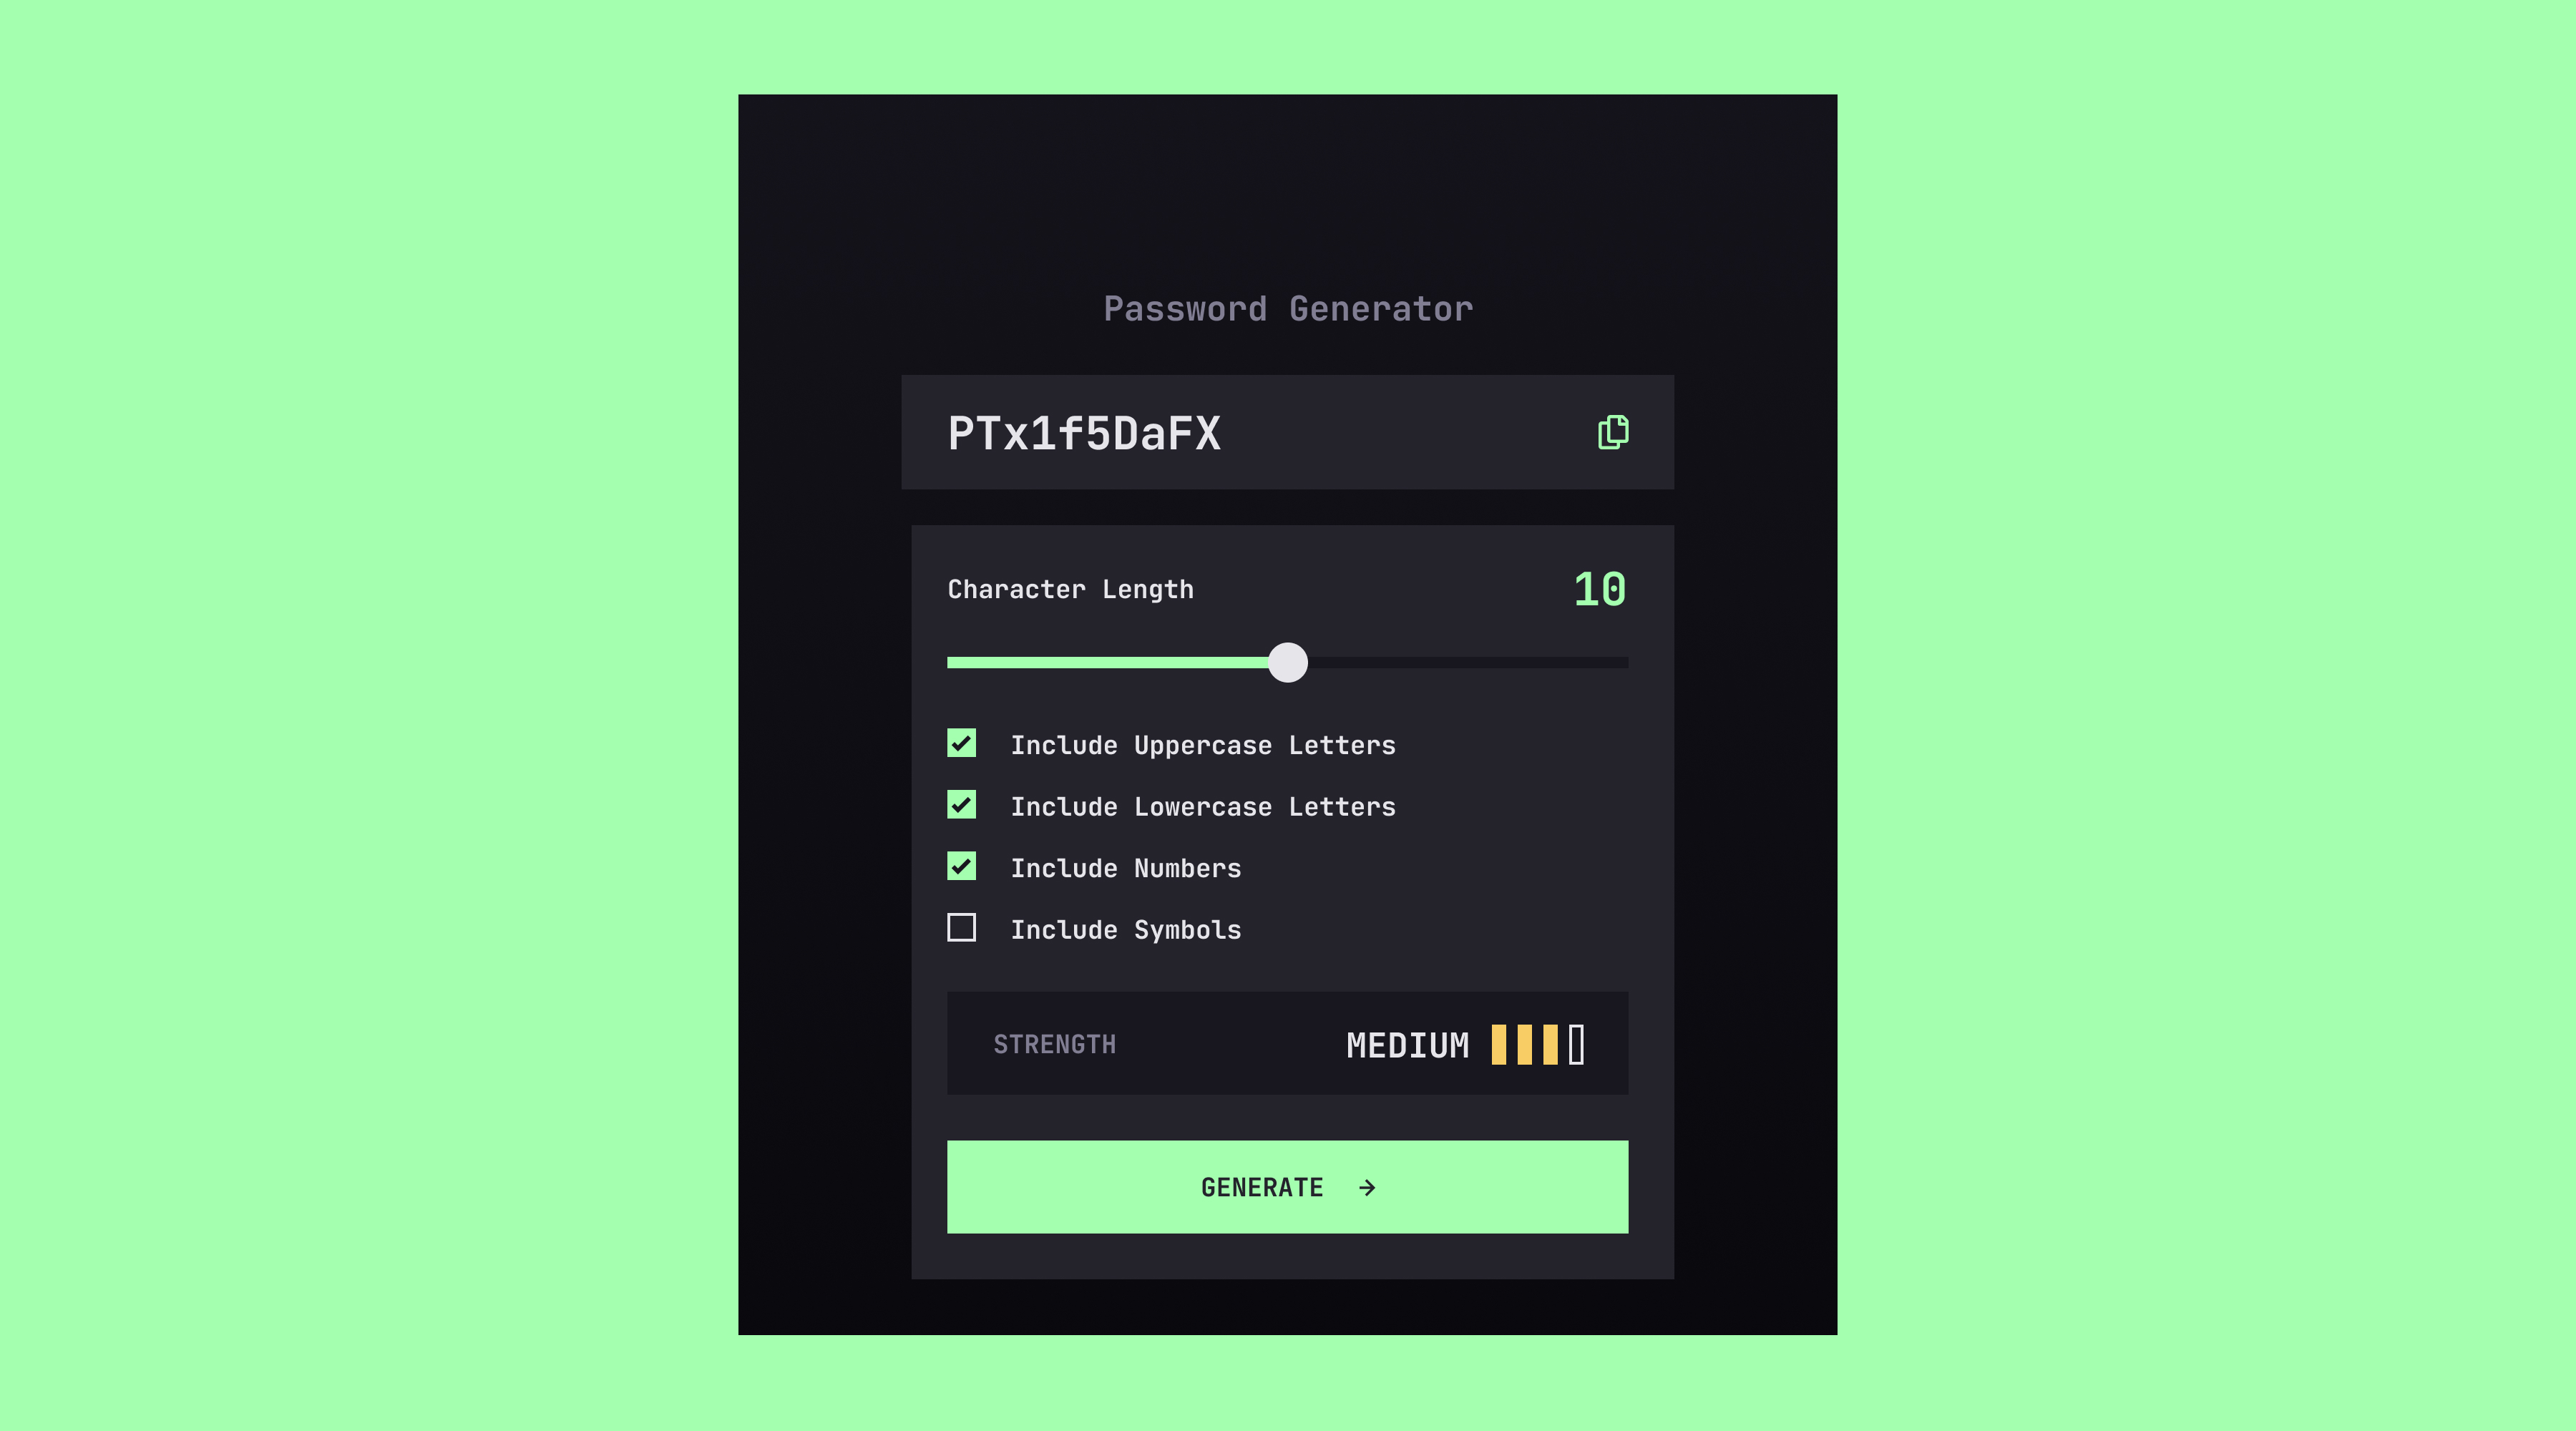 Password Generator
PTx1f5DaFX
Character Length 10
Include Uppercase Letters
Include Lowercase Letters
Include Numbers
Include Symbols
STRENGTH MEDIUM
GENERATE →